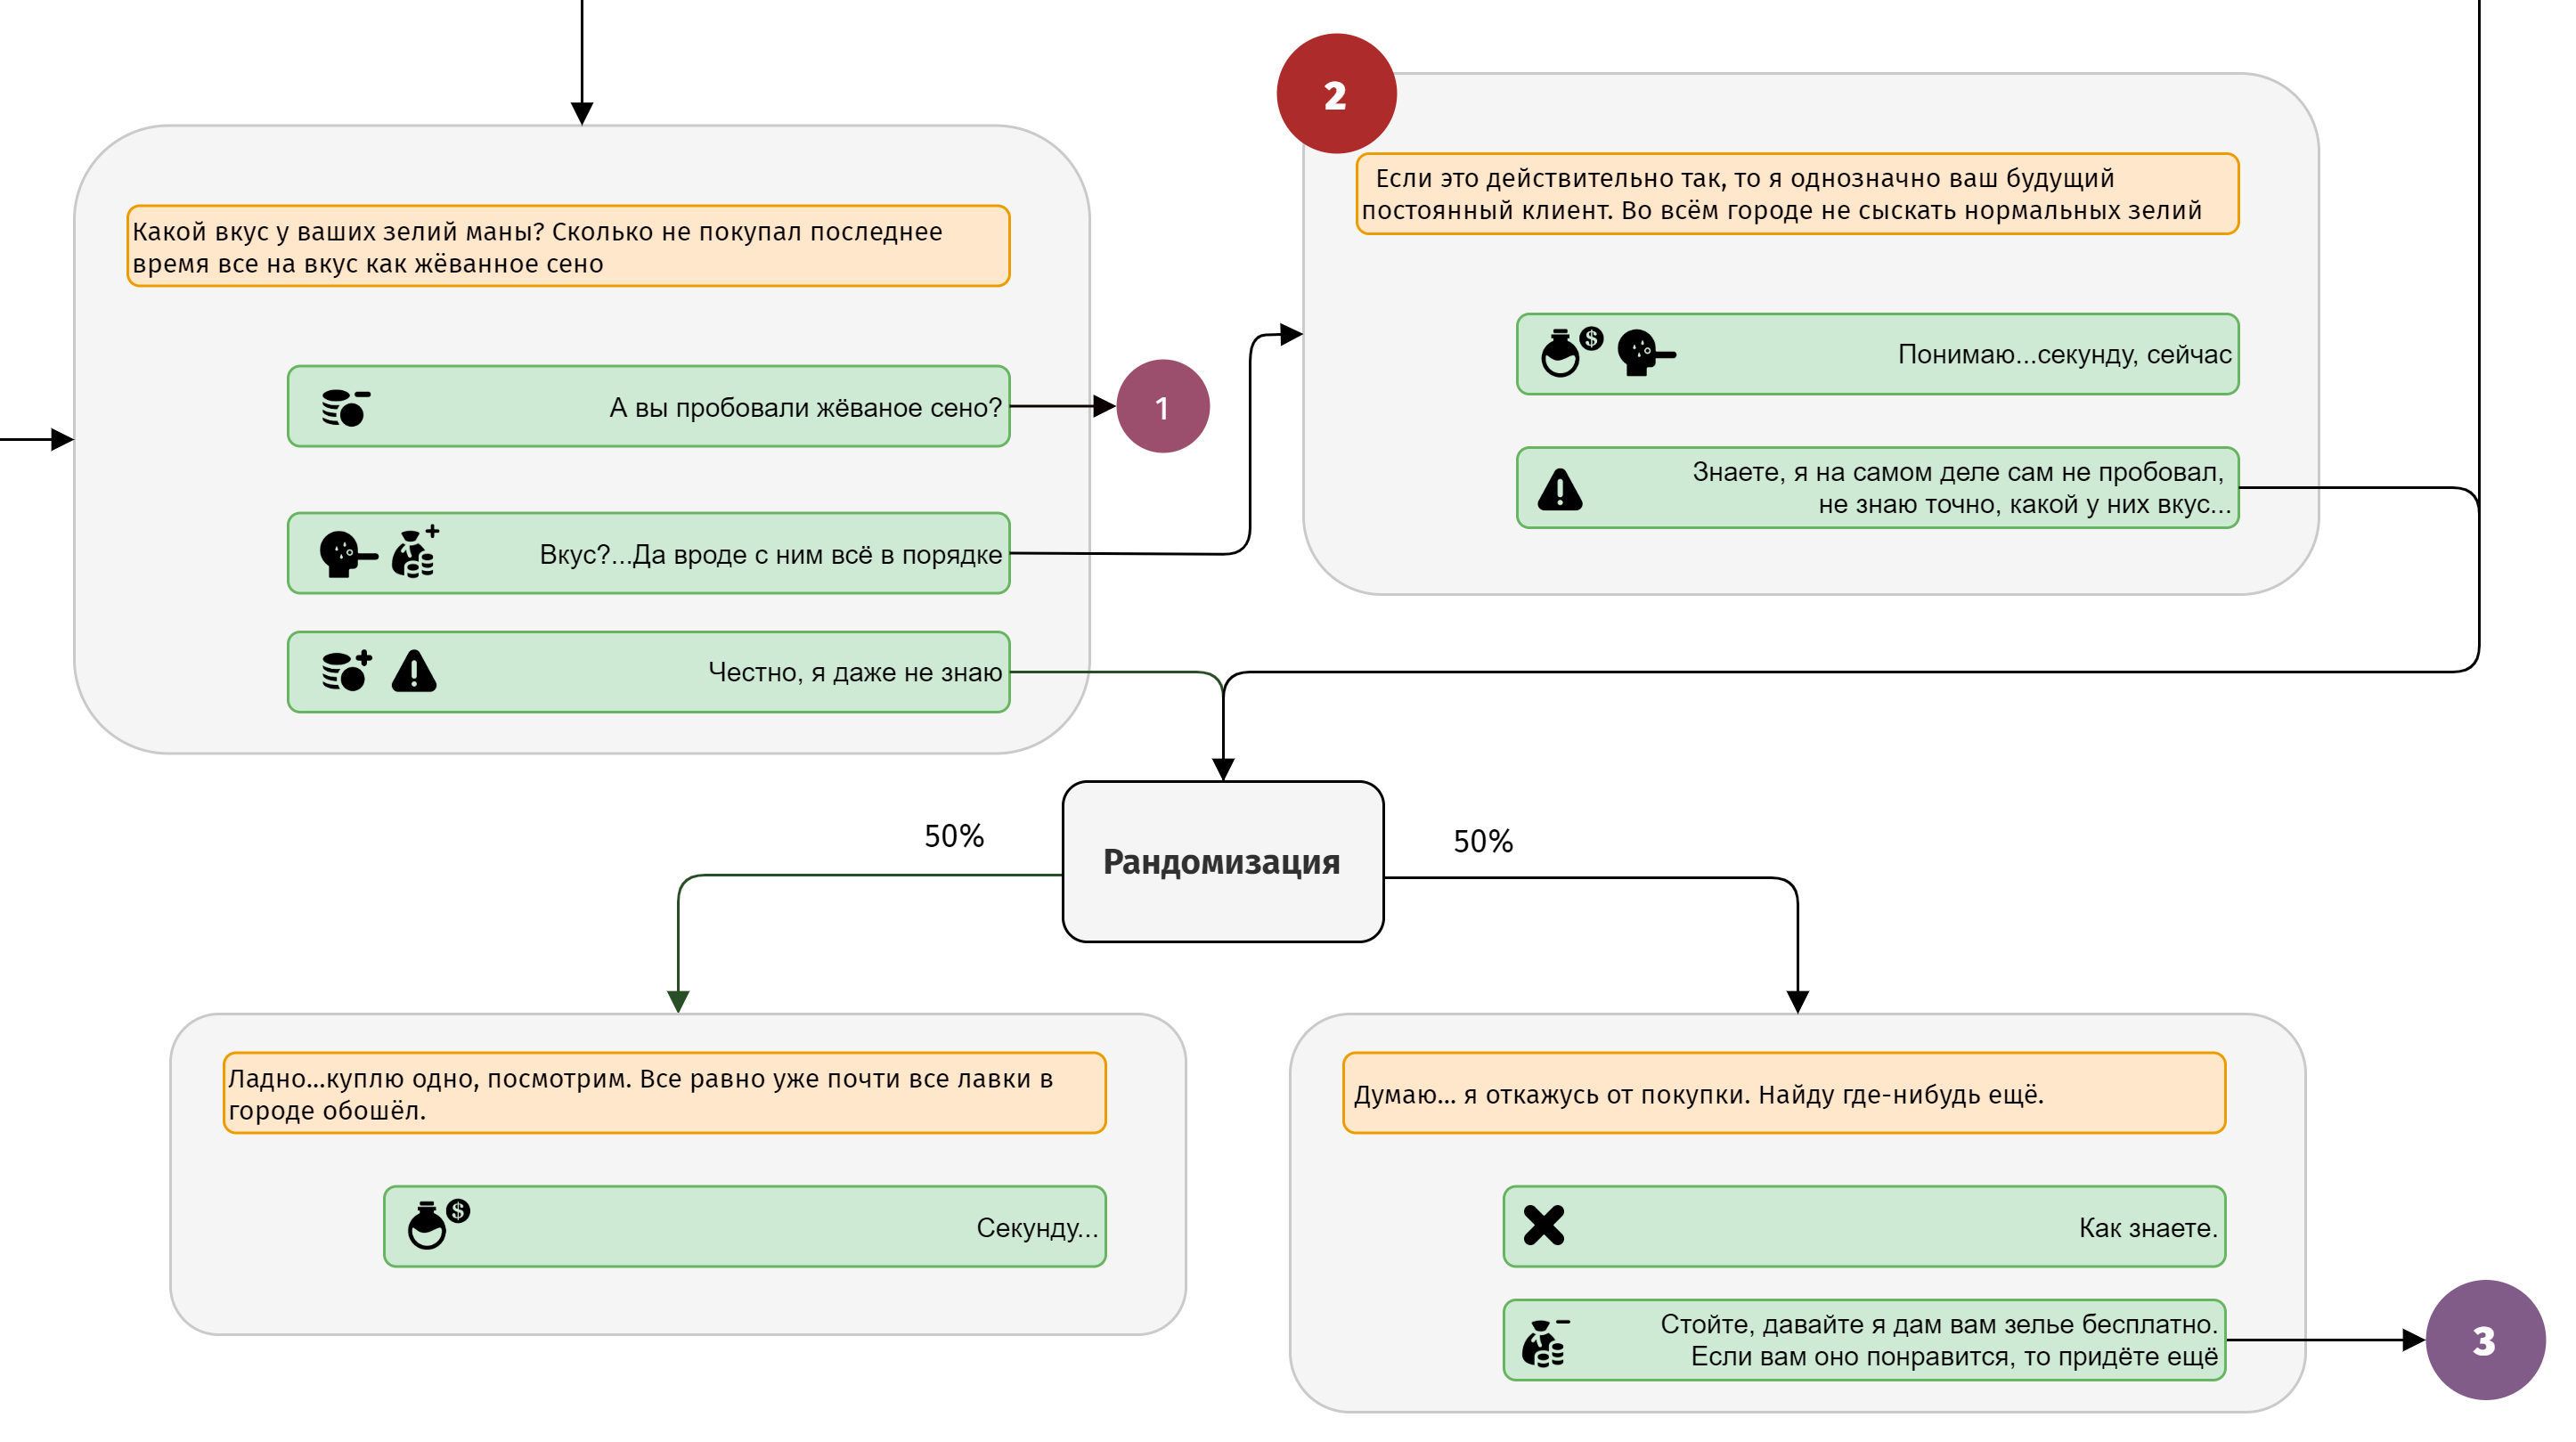 Какой вкус у ваших зелий маны? Сколько не покупал последнее
время все на вкус как жёванное сено
А вы пробовали жёваное сено?
1
Вкус?...Да вроде с ним всё в порядке
Честно, я даже не знаю
2
Если это действительно так, то я однозначно ваш будущий
постоянный клиент. Во всём городе не сыскать нормальных зелий
$
Понимаю...секунду, сейчас
Знаете, я на самом деле сам не пробовал,
не знаю точно, какой у них вкус...
50%
Рандомизация
50%
Ладно...куплю одно, посмотрим. Все равно уже почти все лавки в
городе обошёл.
$
Секунду...
Думаю... я откажусь от покупки. Найду где-нибудь ещё.
Как знаете.
Стойте, давайте я дам вам зелье бесплатно.
Если вам оно понравится, то придёте ещё
3